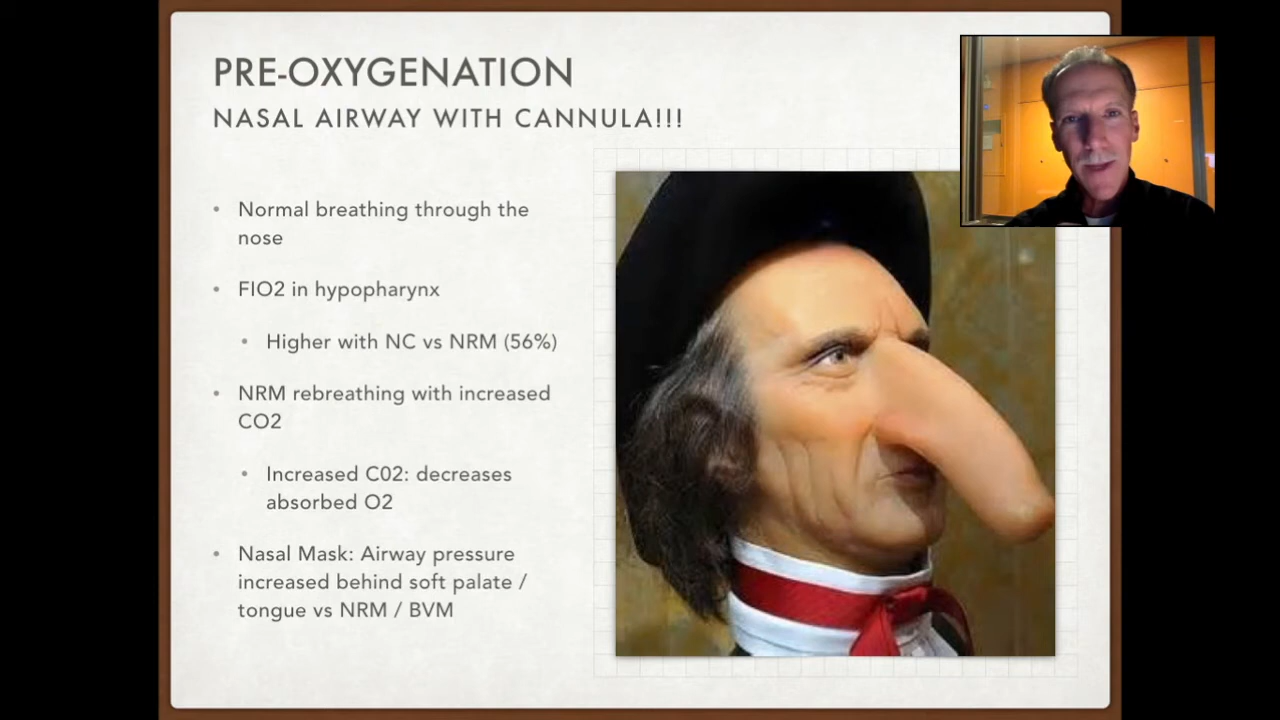 PRE-OXYGENATION
NASAL AIRWAY WITH CANNULA!!!
• Normal breathing through the
nose
• FIO2 in hypopharynx
• Higher with NC vs NRM (56%)
• NRM rebreathing with increased
CO2
• Increased C02: decreases
absorbed O2
• Nasal Mask: Airway pressure
increased behind soft palate /
tongue vs NRM / BVM